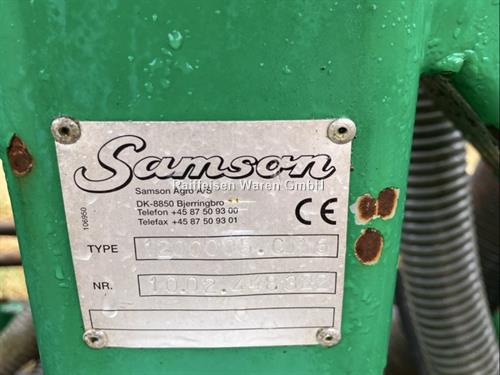 Samson
Samson Agro A/S
Raiffeisen Waren GmbH
DK-8850 Bjerringbro
Telefon +45 87 50 93 00
Telefax +45 87 50 93 01
CE
106950
TYPE
NR.